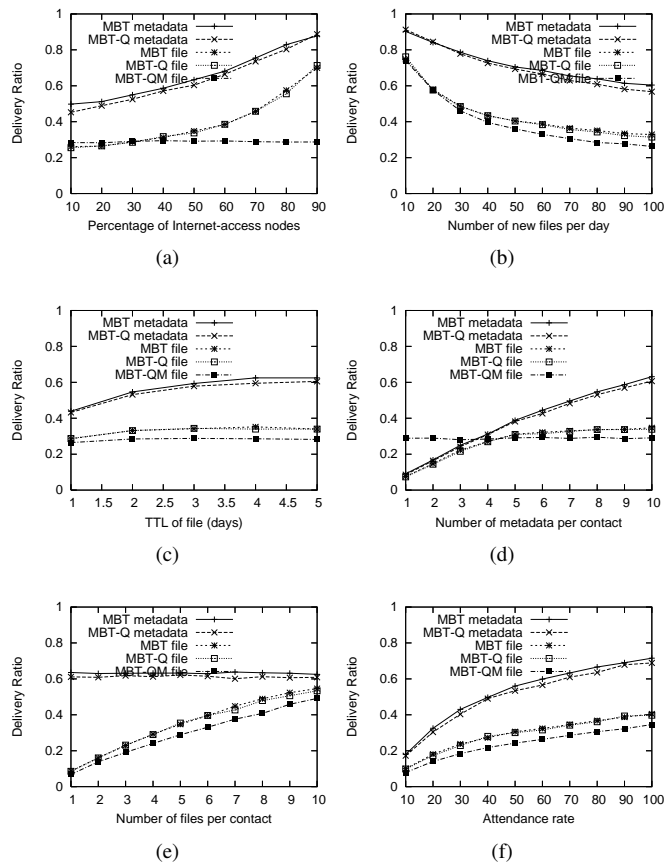 MBT metadata
MBT-Q metadata
MBT file
MBT-Q file
MBT-QM file
Delivery Ratio
1
0.8
0.6
0.4
0.2
0
10 20 30 40 50 60 70 80 90
Percentage of Internet-access nodes
(a)
MBT metadata
MBT-Q metadata
MBT file
MBT-Q file
MBT-QM file
Delivery Ratio
1
0.8
0.6
0.4
0.2
0
10 20 30 40 50 60 70 80 90 100
Number of new files per day
(b)
MBT metadata
MBT-Q metadata
MBT file
MBT-Q file
MBT-QM file
Delivery Ratio
1
0.8
0.6
0.4
0.2
0
1 1.5 2 2.5 3 3.5 4 4.5 5
TTL of file (days)
(c)
MBT metadata
MBT-Q metadata
MBT file
MBT-Q file
MBT-QM file
Delivery Ratio
1
0.8
0.6
0.4
0.2
0
1 2 3 4 5 6 7 8 9 10
Number of metadata per contact
(d)
MBT metadata
MBT-Q metadata
MBT file
MBT-Q file
MBT-QM file
Delivery Ratio
1
0.8
0.6
0.4
0.2
0
1 2 3 4 5 6 7 8 9 10
Number of files per contact
(e)
MBT metadata
MBT-Q metadata
MBT file
MBT-Q file
MBT-QM file
Delivery Ratio
1
0.8
0.6
0.4
0.2
0
10 20 30 40 50 60 70 80 90 100
Attendance rate
(f)